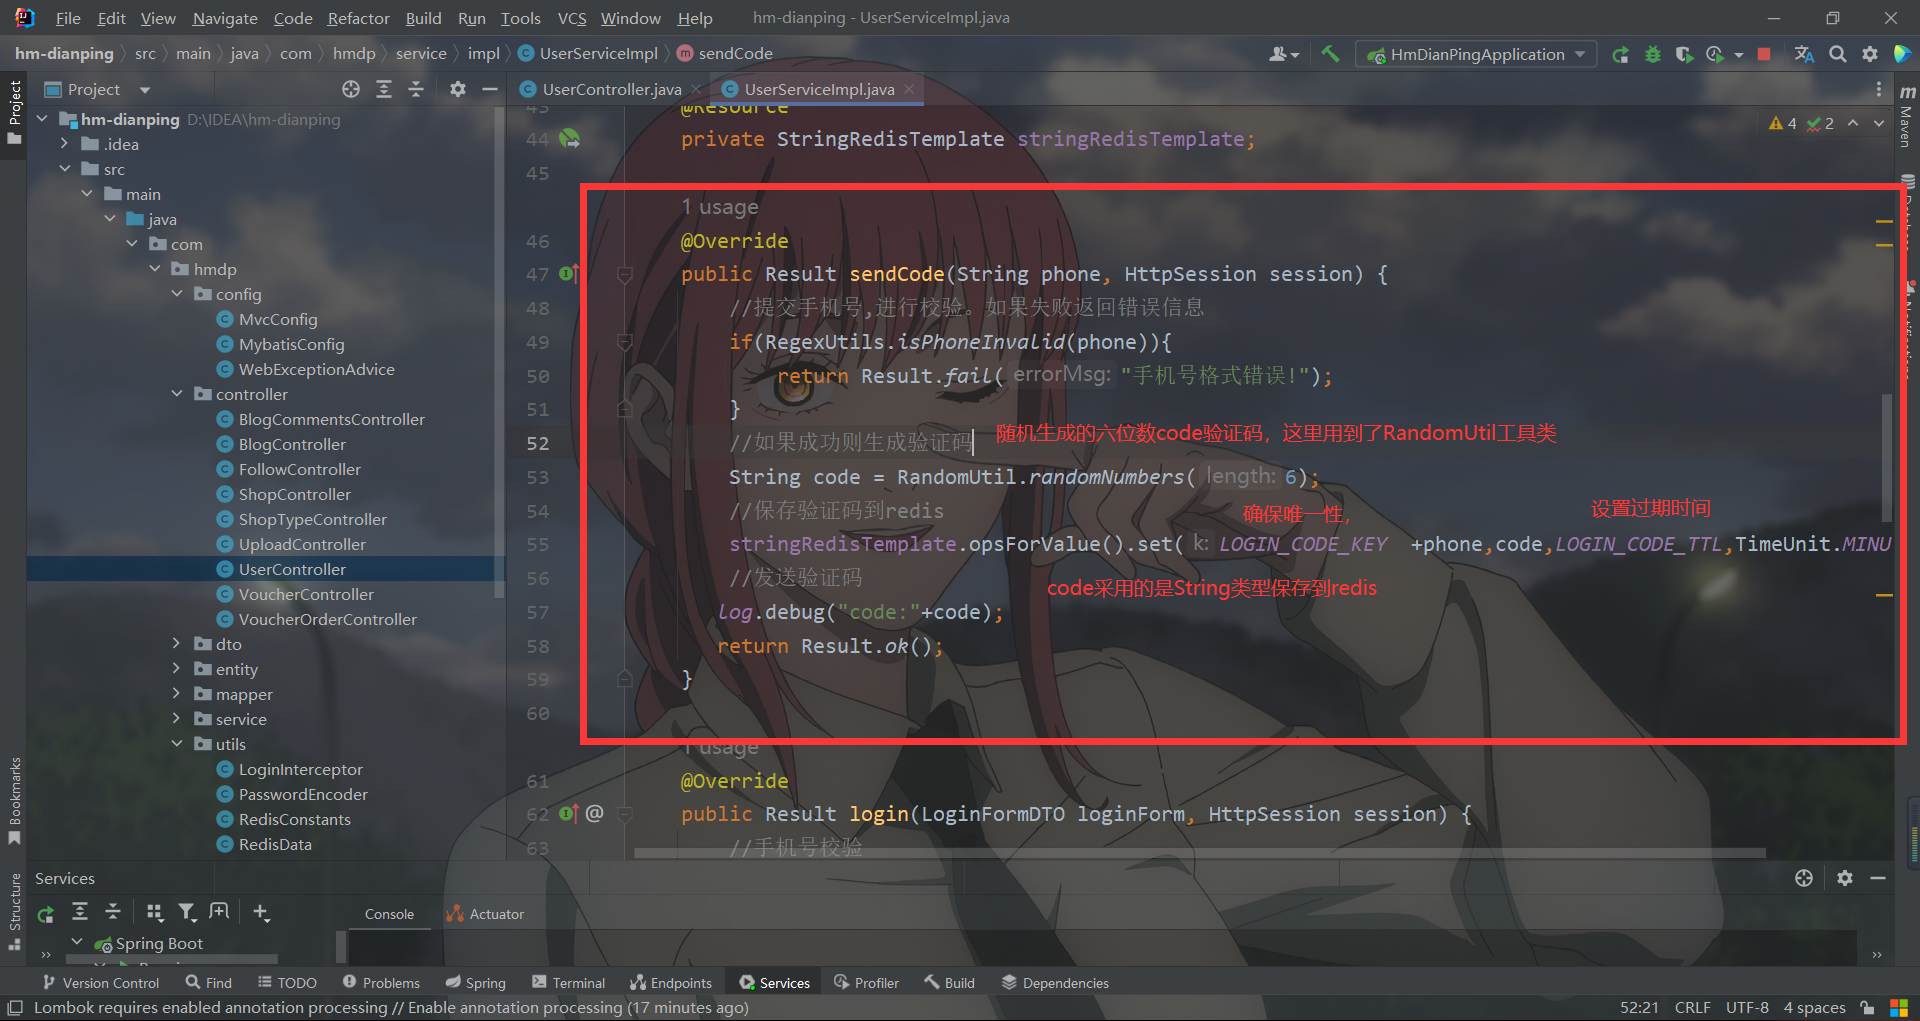 File Edit View Navigate Code Refactor Build Run Tools VCS Window Help hm-dianping - UserServiceImpl.java
hm-dianping src main java com hmdp service impl UserServiceImpl sendCode HmDianPingApplication
Project
UserController.java UserServiceImpl.java
Project
Maven
hm-dianping D:\IDEA\hm-dianping
.idea
src
main
java
com
hmdp
config
MvcConfig
MybatisConfig
WebExceptionAdvice
controller
BlogCommentsController
BlogController
FollowController
ShopController
ShopTypeController
UploadController
UserController
VoucherController
VoucherOrderController
dto
entity
mapper
service
utils
LoginInterceptor
PasswordEncoder
RedisConstants
RedisData
43 @Resource
4 2
44 private StringRedisTemplate stringRedisTemplate;
45
1 usage
46 @Override
47 public Result sendCode(String phone, HttpSession session) {
48 //提交手机号,进行校验。如果失败返回错误信息
49 if(RegexUtils.isPhoneInvalid(phone)){
50 return Result.fail( errorMsg: "手机号格式错误!");
51 }
52 //如果成功则生成验证码
随机生成的六位数code验证码，这里用到了RandomUtil工具类
53 String code = RandomUtil.randomNumbers( length: 6);
54 //保存验证码到redis
确保唯一性，
设置过期时间
55 stringRedisTemplate.opsForValue().set( k: LOGIN_CODE_KEY +phone,code,LOGIN_CODE_TTL,TimeUnit.MINU
56 //发送验证码
code采用的是String类型保存到redis
57 log.debug("code:"+code);
58 return Result.ok();
59 }
60
1 usage
61 @Override
62 @ public Result login(LoginFormDTO loginForm, HttpSession session) {
63 //手机号校验
Bookmarks
Structure
Services
Console Actuator
Spring Boot
Version Control Find TODO Problems Spring Terminal Endpoints Services Profiler Build Dependencies
Lombok requires enabled annotation processing // Enable annotation processing (17 minutes ago) 52:21 CRLF UTF-8 4 spaces